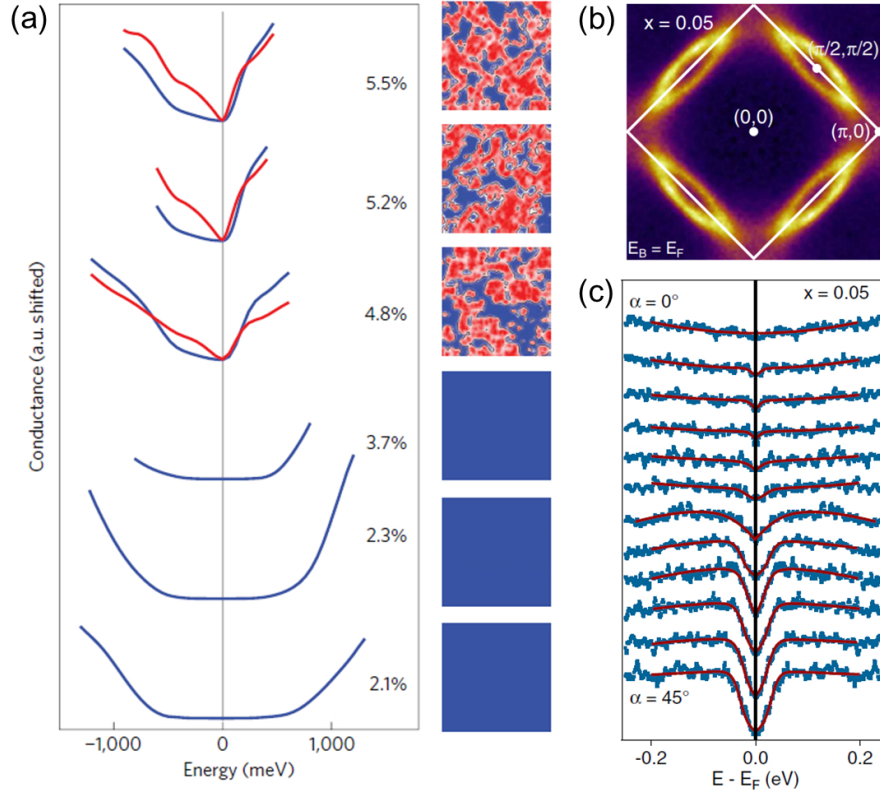 (a)
5.5%
5.2%
4.8%
3.7%
2.3%
2.1%
Conductance (a.u. shifted)
−1,000 0 1,000
Energy (meV)
(b)
x = 0.05
(π/2,π/2)
(0,0)
(π,0)
E_B = E_F
(c)
α = 0° x = 0.05
α = 45°
-0.2 0.0 0.2
E - E_F (eV)